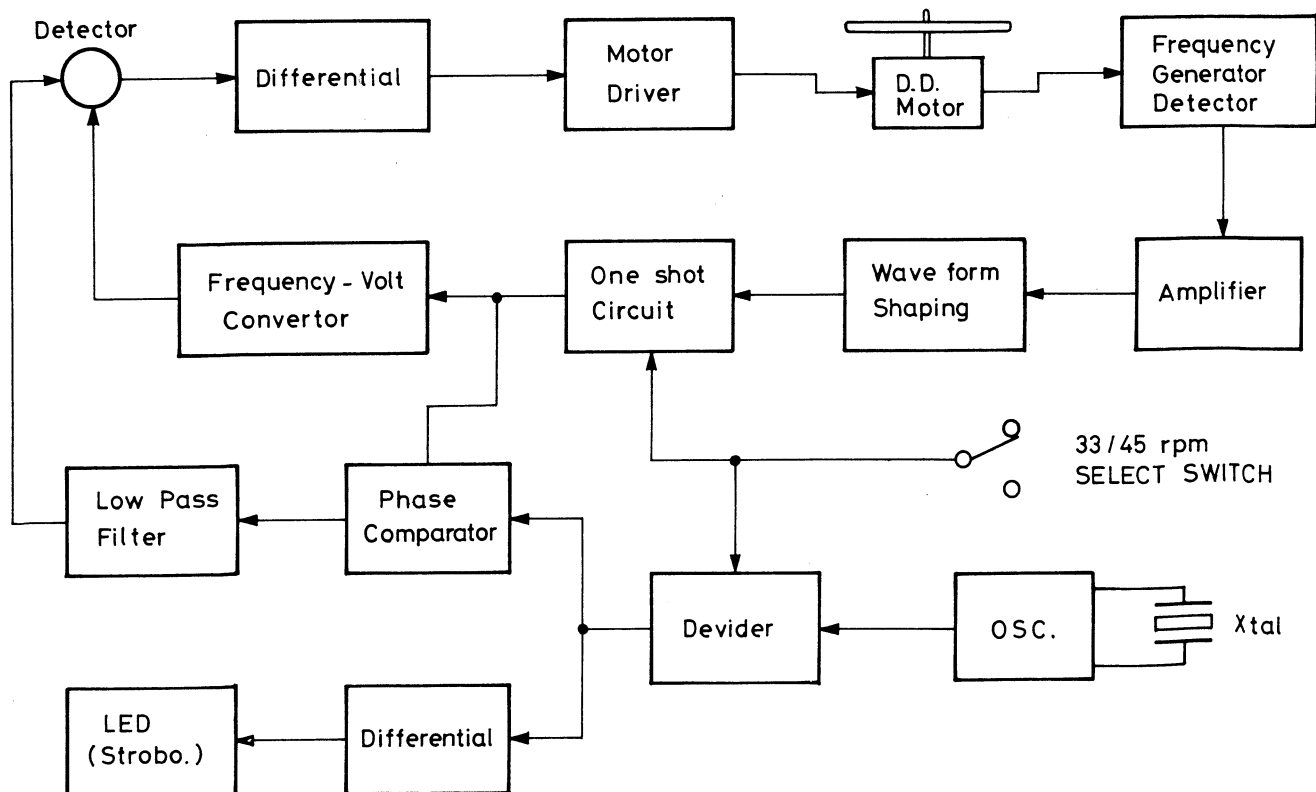 Detector
Differential
Motor
Driver
D.D.
Motor
Frequency
Generator
Detector
Frequency - Volt
Convertor
One shot
Circuit
Wave form
Shaping
Amplifier
33/45 rpm
SELECT SWITCH
Low Pass
Filter
Phase
Comparator
Devider
OSC.
Xtal
LED
(Strobo.)
Differential